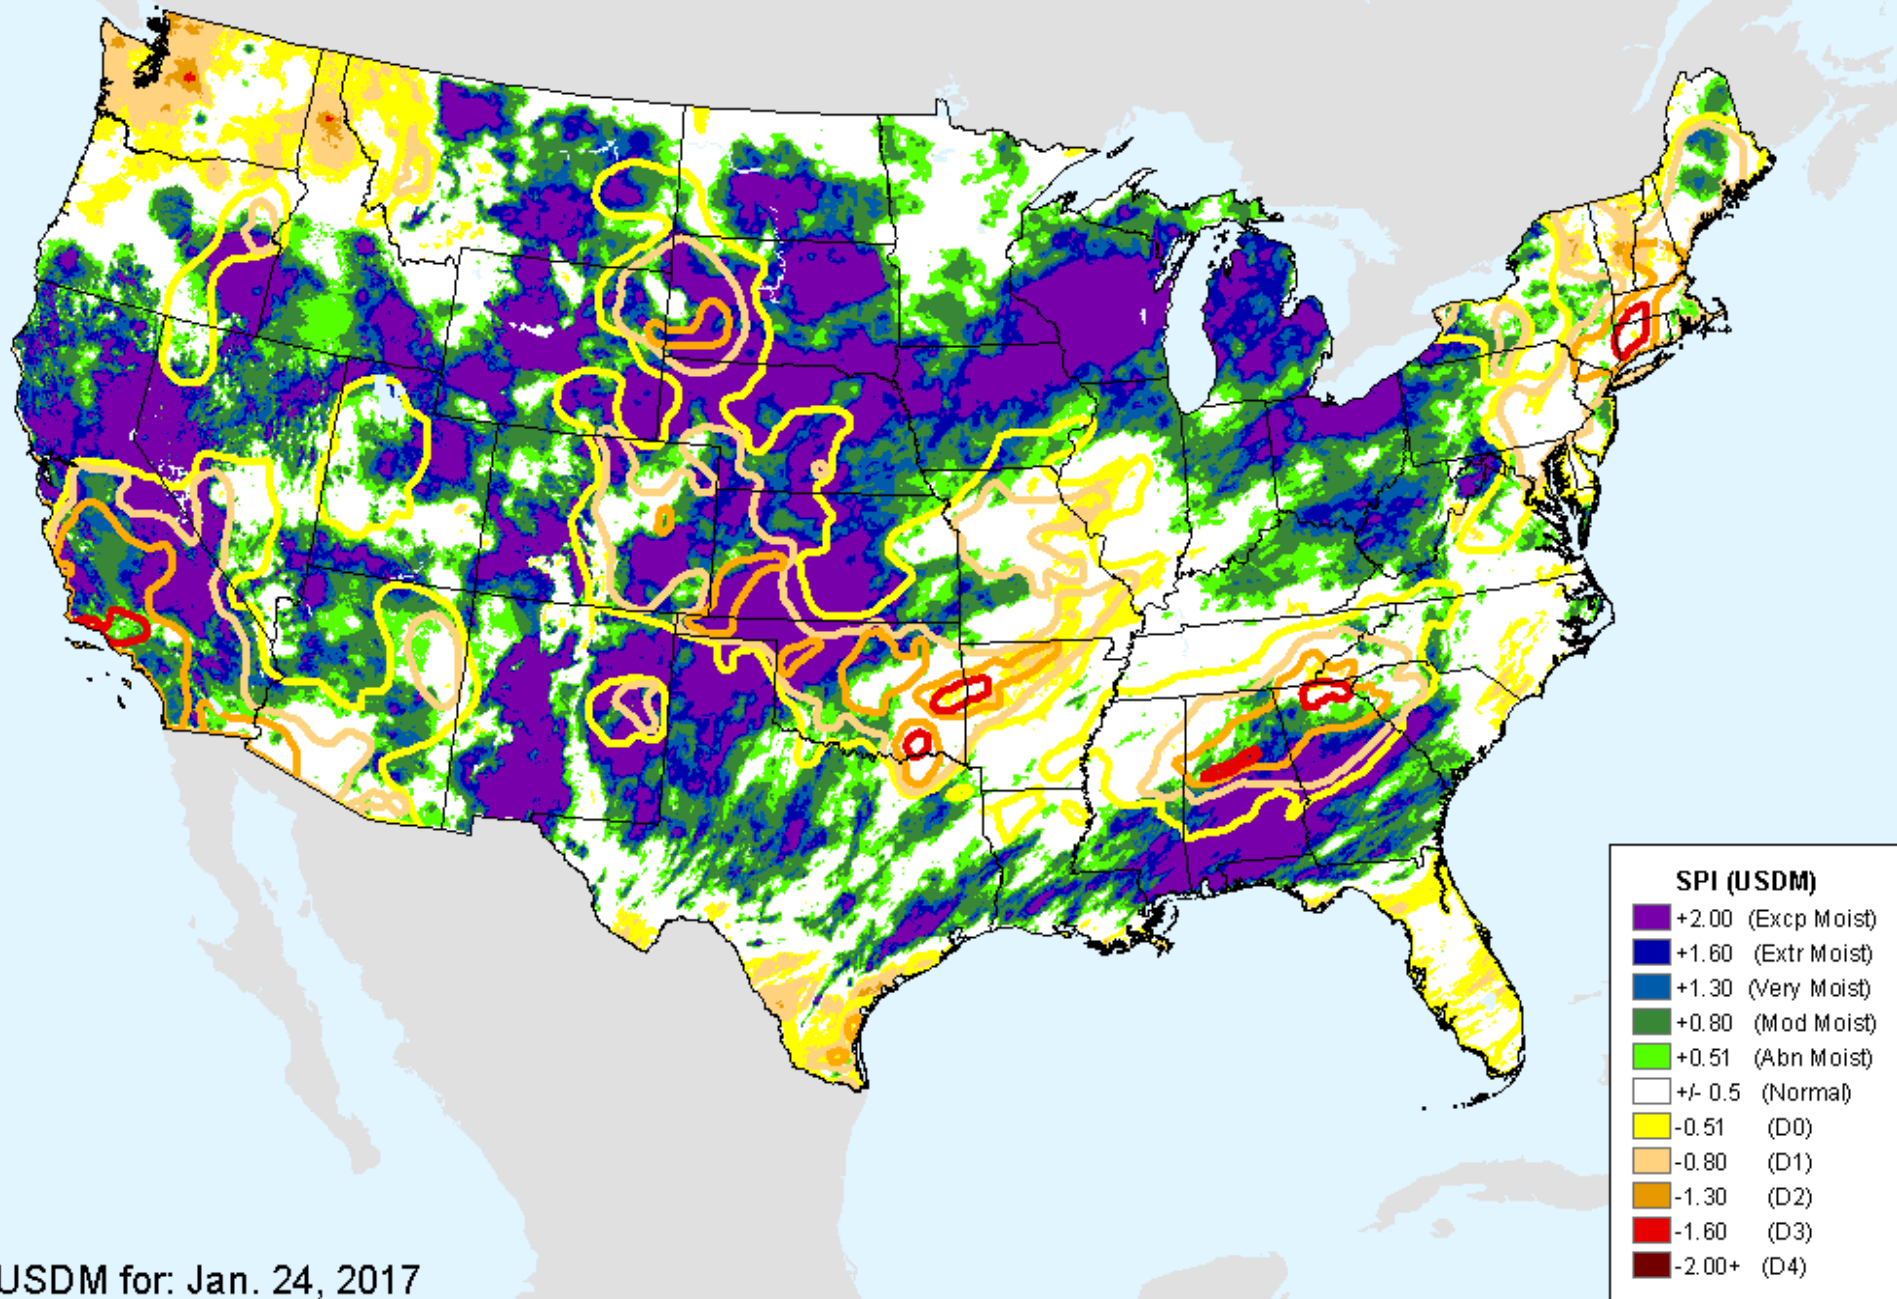 SPI (USDM)
+2.00 (Excp Moist)
+1.60 (Extr Moist)
+1.30 (Very Moist)
+0.80 (Mod Moist)
+0.51 (Abn Moist)
+/- 0.5 (Normal)
-0.51 (D0)
-0.80 (D1)
-1.30 (D2)
-1.60 (D3)
-2.00+ (D4)
USDM for: Jan. 24, 2017